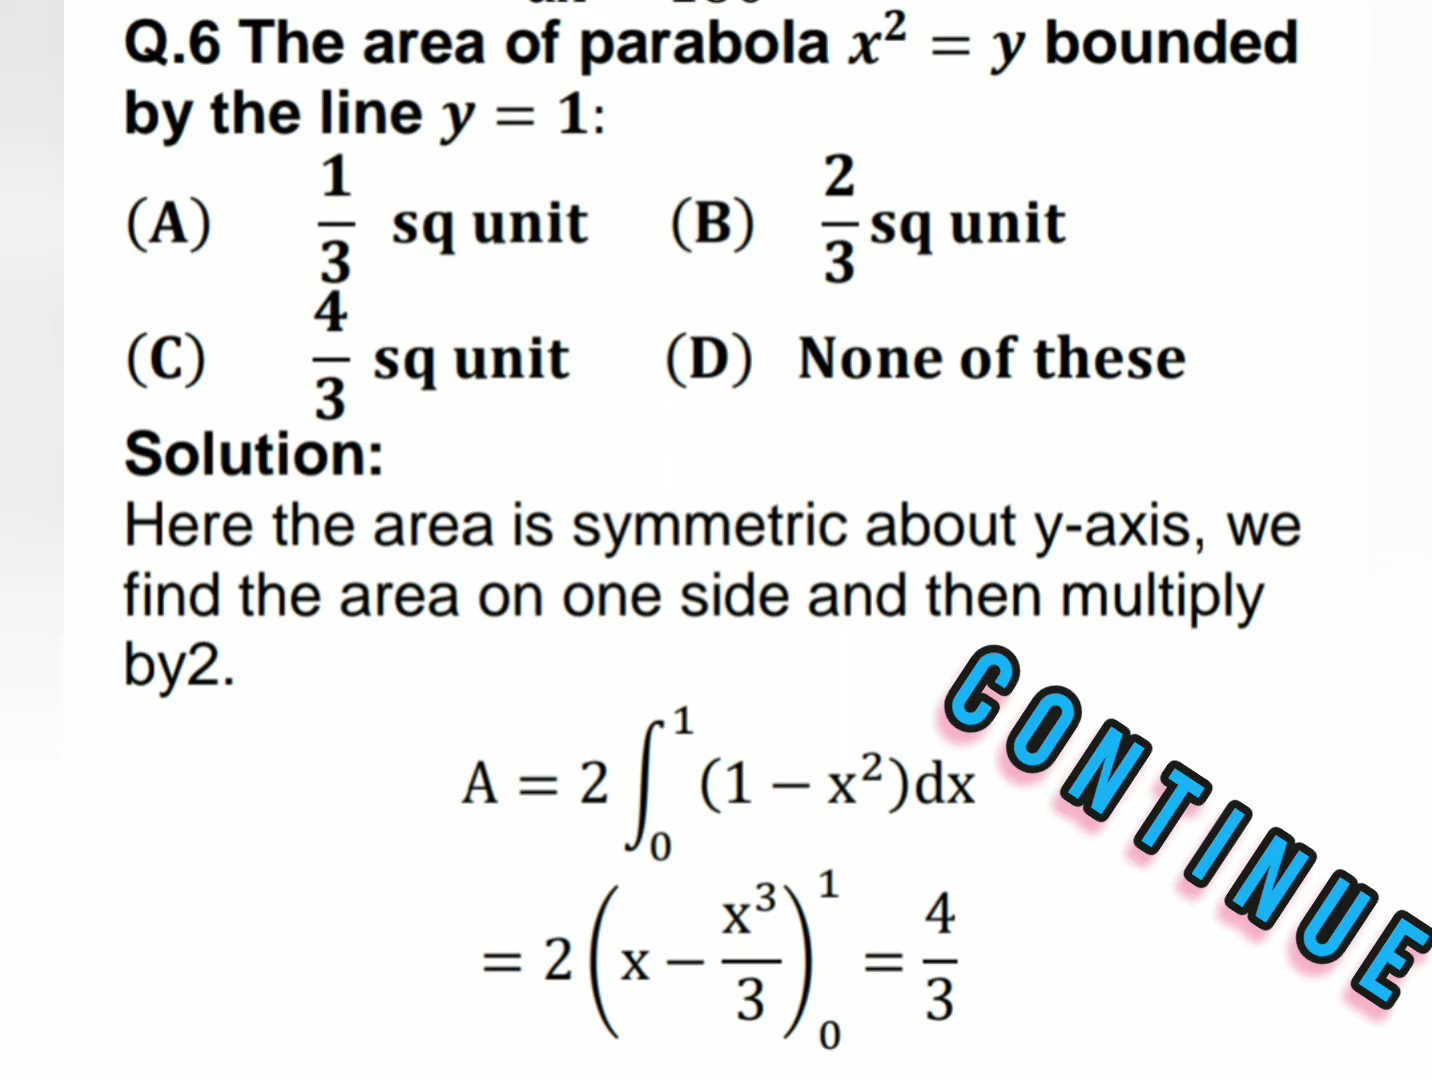 Q.6 The area of parabola x² = y bounded
by the line y = 1:
(A) 1/3 sq unit (B) 2/3 sq unit
(C) 4/3 sq unit (D) None of these
Solution:
Here the area is symmetric about y-axis, we
find the area on one side and then multiply
by2.
A = 2 ∫₀¹ (1 − x²)dx
= 2 (x − x³/3)₀¹ = 4/3
CONTINUE